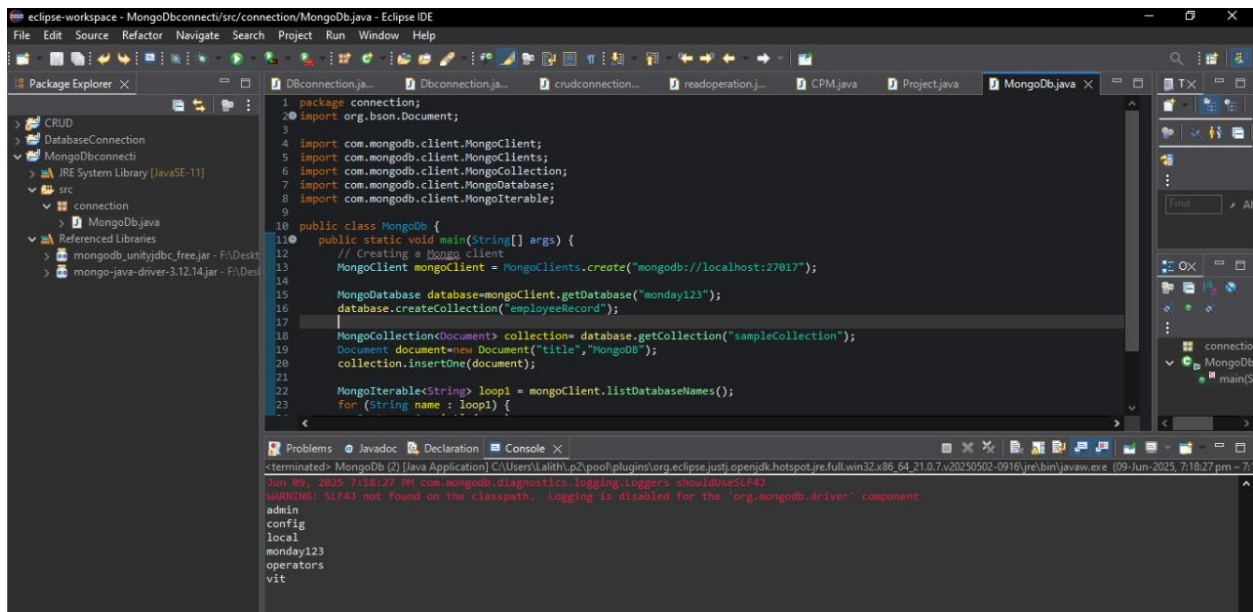 eclipse-workspace - MongoDbconnecti/src/connection/MongoDb.java - Eclipse IDE
File Edit Source Refactor Navigate Search Project Run Window Help
Package Explorer
DBconnection.ja... Dbconnection.ja... crudconnection... readoperation.j... CPM.java Project.java MongoDb.java
CRUD
DatabaseConnection
MongoDbconnecti
JRE System Library [JavaSE-11]
src
connection
MongoDb.java
Referenced Libraries
mongodb_unityjdbc_free.jar - F:\Deskt
mongo-java-driver-3.12.14.jar - F:\Desl
1 package connection;
2 import org.bson.Document;
3
4 import com.mongodb.client.MongoClient;
5 import com.mongodb.client.MongoClients;
6 import com.mongodb.client.MongoCollection;
7 import com.mongodb.client.MongoDatabase;
8 import com.mongodb.client.MongoIterable;
9
10 public class MongoDb {
11 public static void main(String[] args) {
12 // Creating a Mongo client
13 MongoClient mongoClient = MongoClients.create("mongodb://localhost:27017");
14
15 MongoDatabase database=mongoClient.getDatabase("monday123");
16 database.createCollection("employeeRecord");
17
18 MongoCollection<Document> collection= database.getCollection("sampleCollection");
19 Document document=new Document("title","MongoDB");
20 collection.insertOne(document);
21
22 MongoIterable<String> loop1 = mongoClient.listDatabaseNames();
23 for (String name : loop1) {
T
Find Al
O
connectio
MongoDb
main(S
Problems Javadoc Declaration Console
<terminated> MongoDb (2) [Java Application] C:\Users\Lalith\.p2\pool\plugins\org.eclipse.justj.openjdk.hotspot.jre.full.win32.x86_64_21.0.7.v20250502-0916\jre\bin\javaw.exe (09-Jun-2025, 7:18:27 pm – 7:
Jun 09, 2025 7:18:27 PM com.mongodb.diagnostics.logging.Loggers shouldUseSLF4J
WARNING: SLF4J not found on the classpath. Logging is disabled for the 'org.mongodb.driver' component
admin
config
local
monday123
operators
vit